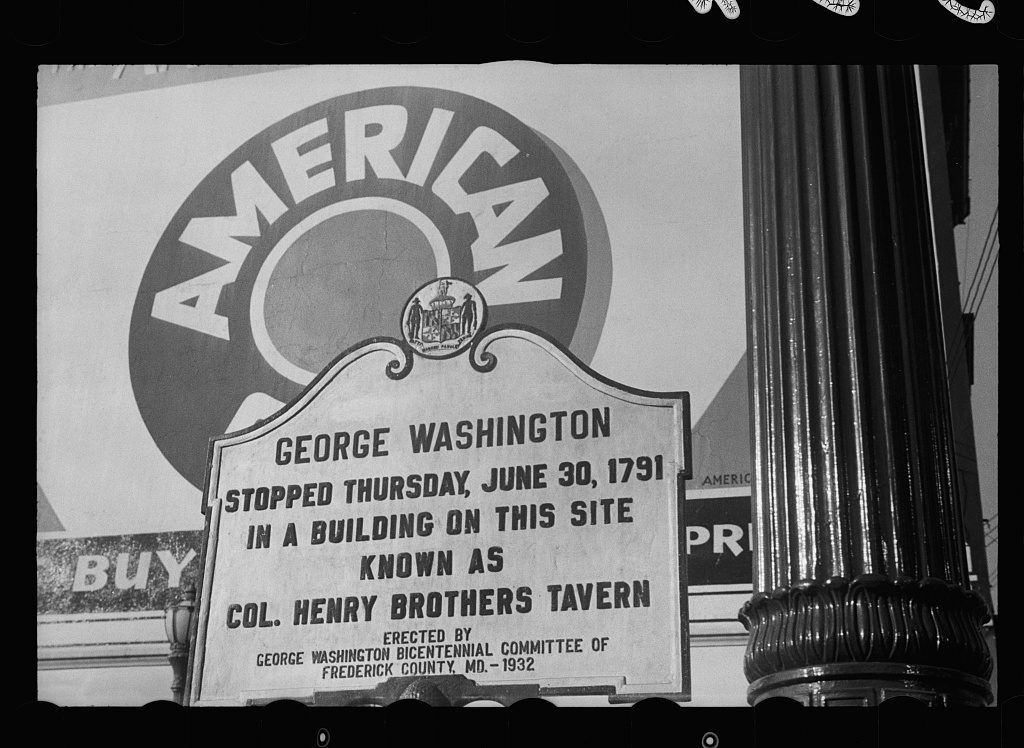 AMERICAN
GEORGE WASHINGTON
STOPPED THURSDAY, JUNE 30, 1791
IN A BUILDING ON THIS SITE
KNOWN AS
COL. HENRY BROTHERS TAVERN
ERECTED BY
GEORGE WASHINGTON BICENTENNIAL COMMITTEE OF
FREDERICK COUNTY, MD.-1932
AMERIC
BUY
PRI